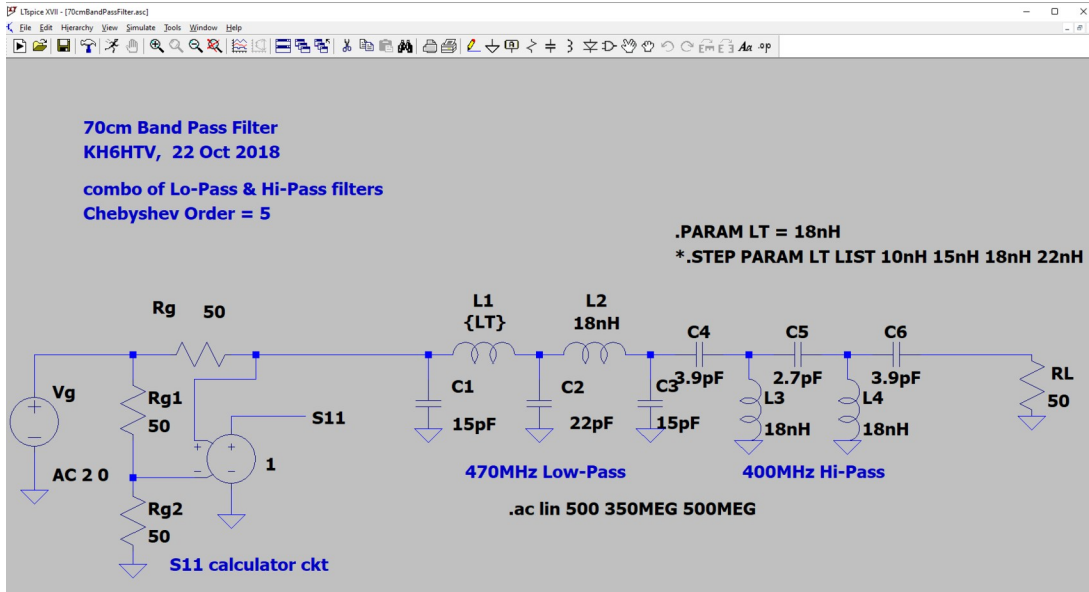 LTspice XVII - [70cmBandPassFilter.asc]
File Edit Hierarchy View Simulate Tools Window Help
70cm Band Pass Filter
KH6HTV, 22 Oct 2018
combo of Lo-Pass & Hi-Pass filters
Chebyshev Order = 5
.PARAM LT = 18nH
*.STEP PARAM LT LIST 10nH 15nH 18nH 22nH
Rg 50
L1
{LT}
L2
18nH
C4
3.9pF
C5
2.7pF
C6
3.9pF
Vg
AC 2 0
Rg1
50
S11
1
Rg2
50
C1
15pF
C2
22pF
C3
15pF
L3
18nH
L4
18nH
RL
50
470MHz Low-Pass
400MHz Hi-Pass
.ac lin 500 350MEG 500MEG
S11 calculator ckt